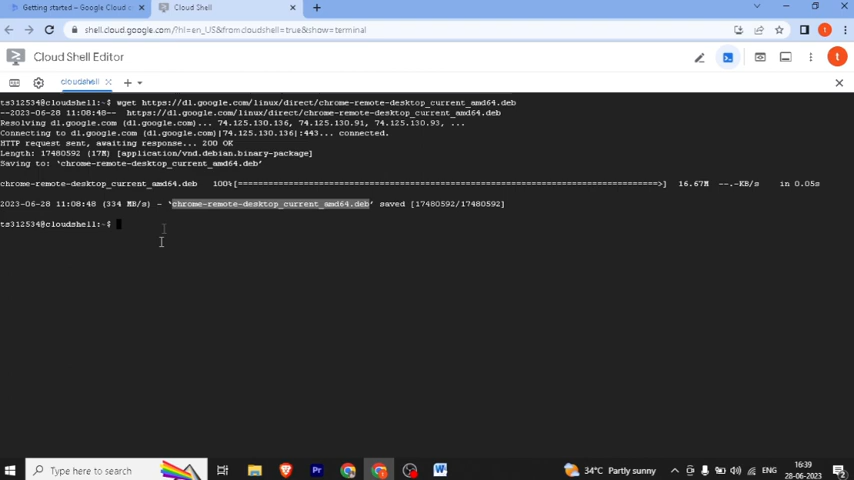 Getting started – Google Cloud s
Cloud Shell
shell.cloud.google.com/?hl=en_US&fromcloudshell=true&show=terminal
t
Cloud Shell Editor
t
cloudshell
ts312534@cloudshell:~$ wget https://dl.google.com/linux/direct/chrome-remote-desktop_current_amd64.deb
--2023-06-28 11:08:48-- https://dl.google.com/linux/direct/chrome-remote-desktop_current_amd64.deb
Resolving dl.google.com (dl.google.com)... 74.125.130.136, 74.125.130.91, 74.125.130.93, ...
Connecting to dl.google.com (dl.google.com)|74.125.130.136|:443... connected.
HTTP request sent, awaiting response... 200 OK
Length: 17480592 (17M) [application/vnd.debian.binary-package]
Saving to: ‘chrome-remote-desktop_current_amd64.deb’
chrome-remote-desktop_current_amd64.deb 100%[==================================================================>] 16.67M --.-KB/s in 0.05s
2023-06-28 11:08:48 (334 MB/s) - ‘chrome-remote-desktop_current_amd64.deb’ saved [17480592/17480592]
ts312534@cloudshell:~$
Type here to search
Pr
W
34°C Partly sunny
ENG
16:39
28-06-2023
2